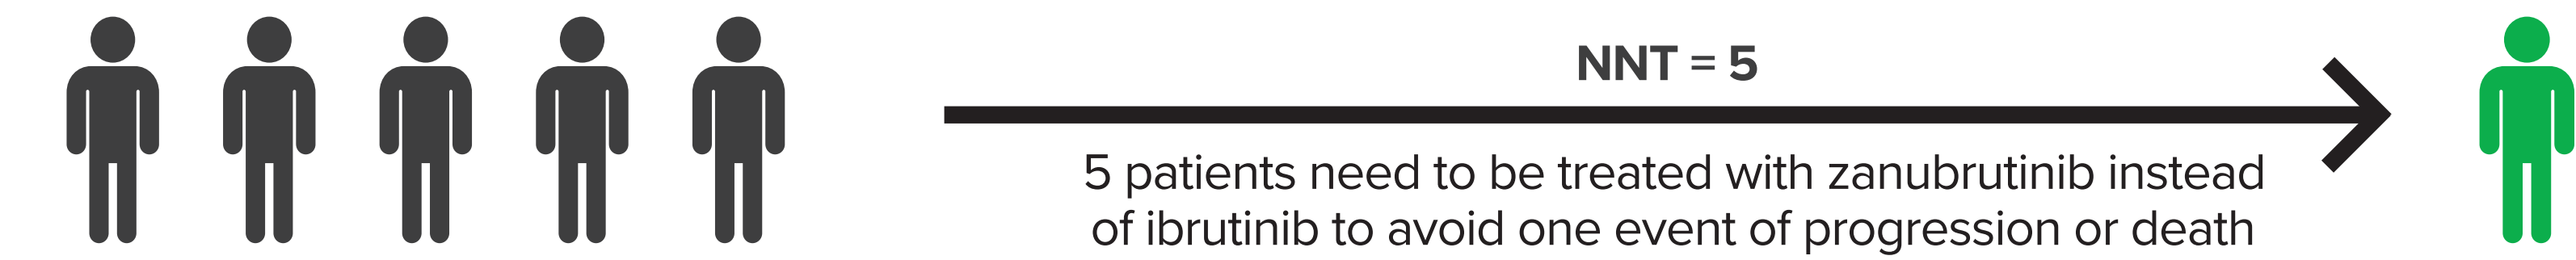 NNT = 5
5 patients need to be treated with zanubrutinib instead
of ibrutinib to avoid one event of progression or death